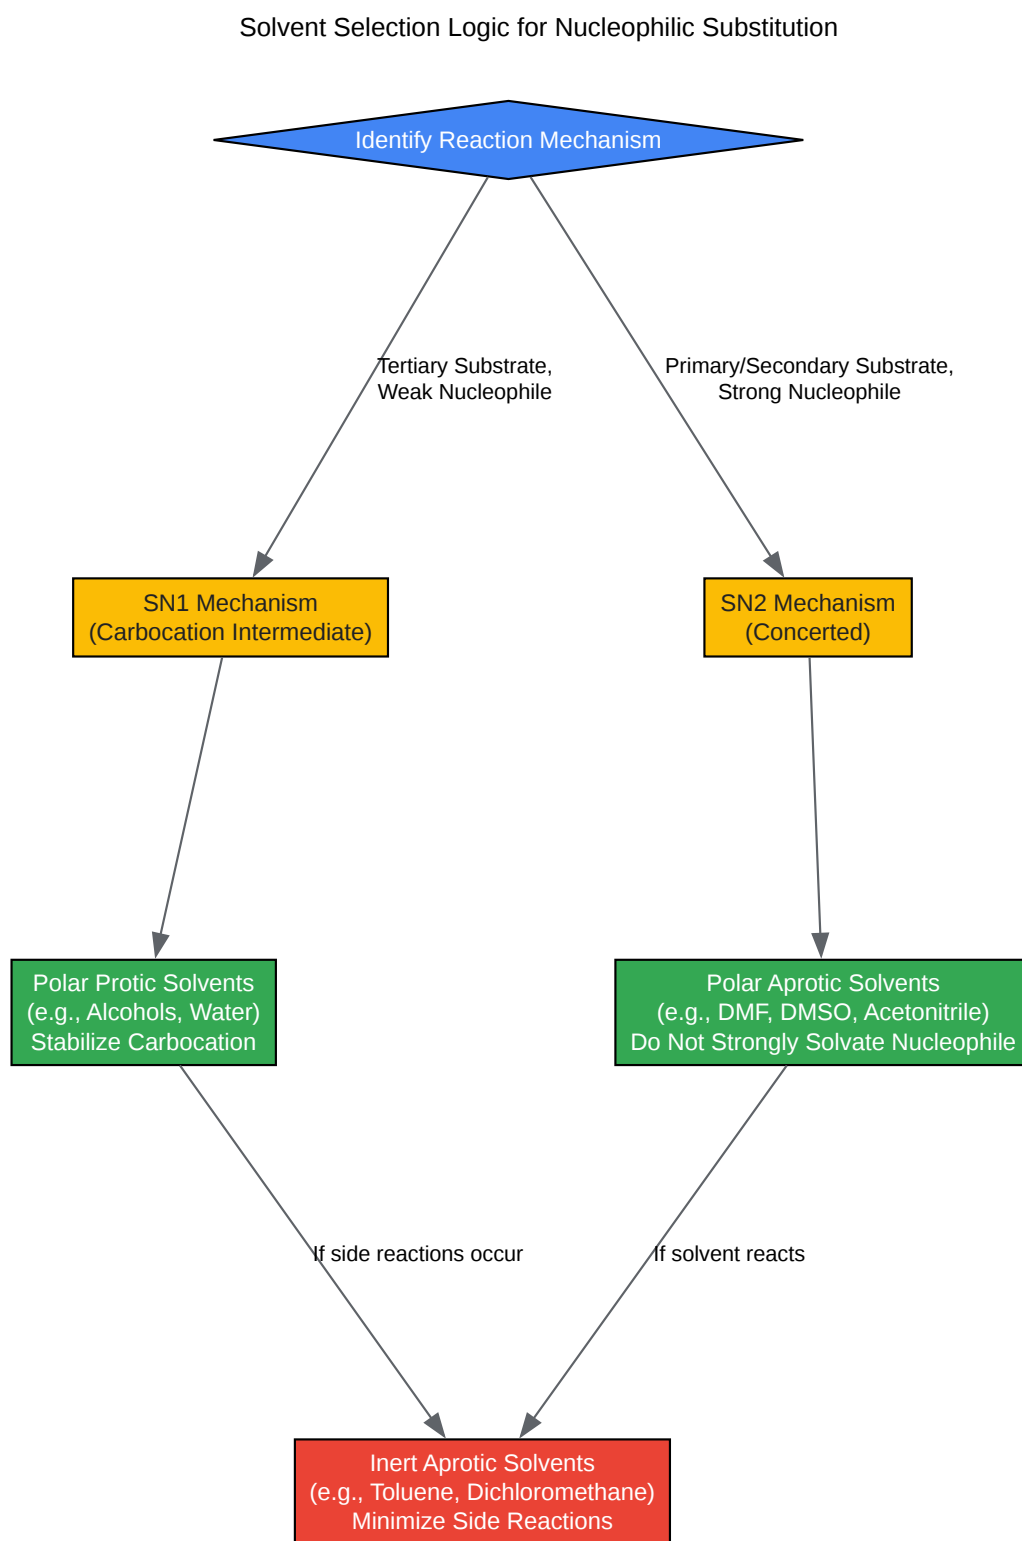 Solvent Selection Logic for Nucleophilic Substitution
Identify Reaction Mechanism
Tertiary Substrate,
Weak Nucleophile
Primary/Secondary Substrate,
Strong Nucleophile
SN1 Mechanism
(Carbocation Intermediate)
SN2 Mechanism
(Concerted)
Polar Protic Solvents
(e.g., Alcohols, Water)
Stabilize Carbocation
Polar Aprotic Solvents
(e.g., DMF, DMSO, Acetonitrile)
Do Not Strongly Solvate Nucleophile
If side reactions occur
If solvent reacts
Inert Aprotic Solvents
(e.g., Toluene, Dichloromethane)
Minimize Side Reactions